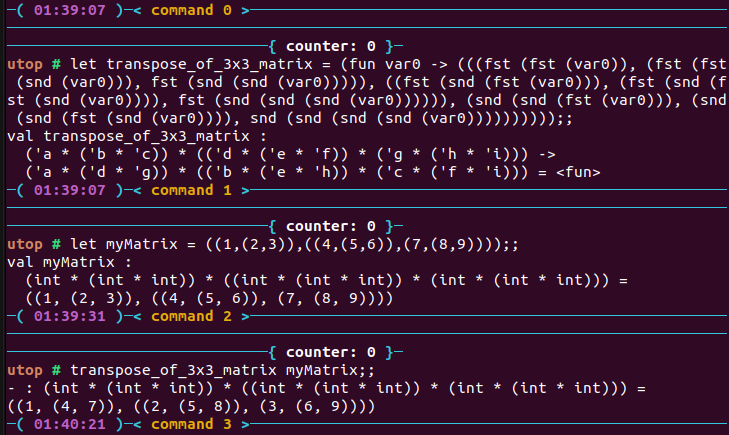 ─( 01:39:07 )─< command 0 >─
─{ counter: 0 }─
utop # let transpose_of_3x3_matrix = (fun var0 -> (((fst (fst (var0)), (fst (fst
 (snd (var0))), fst (snd (snd (var0))))), ((fst (snd (fst (var0))), (fst (snd (f
st (snd (var0)))), fst (snd (snd (snd (var0)))))), (snd (snd (fst (var0))), (snd
 (snd (fst (snd (var0)))), snd (snd (snd (snd (var0))))))))));;
val transpose_of_3x3_matrix :
  ('a * ('b * 'c)) * (('d * ('e * 'f)) * ('g * ('h * 'i))) ->
  ('a * ('d * 'g)) * (('b * ('e * 'h)) * ('c * ('f * 'i))) = <fun>
─( 01:39:07 )─< command 1 >─
─{ counter: 0 }─
utop # let myMatrix = ((1,(2,3)),((4,(5,6)),(7,(8,9))));;
val myMatrix :
  (int * (int * int)) * ((int * (int * int)) * (int * (int * int))) =
  ((1, (2, 3)), ((4, (5, 6)), (7, (8, 9))))
─( 01:39:31 )─< command 2 >─
─{ counter: 0 }─
utop # transpose_of_3x3_matrix myMatrix;;
- : (int * (int * int)) * ((int * (int * int)) * (int * (int * int))) =
((1, (4, 7)), ((2, (5, 8)), (3, (6, 9))))
─( 01:40:21 )─< command 3 >─